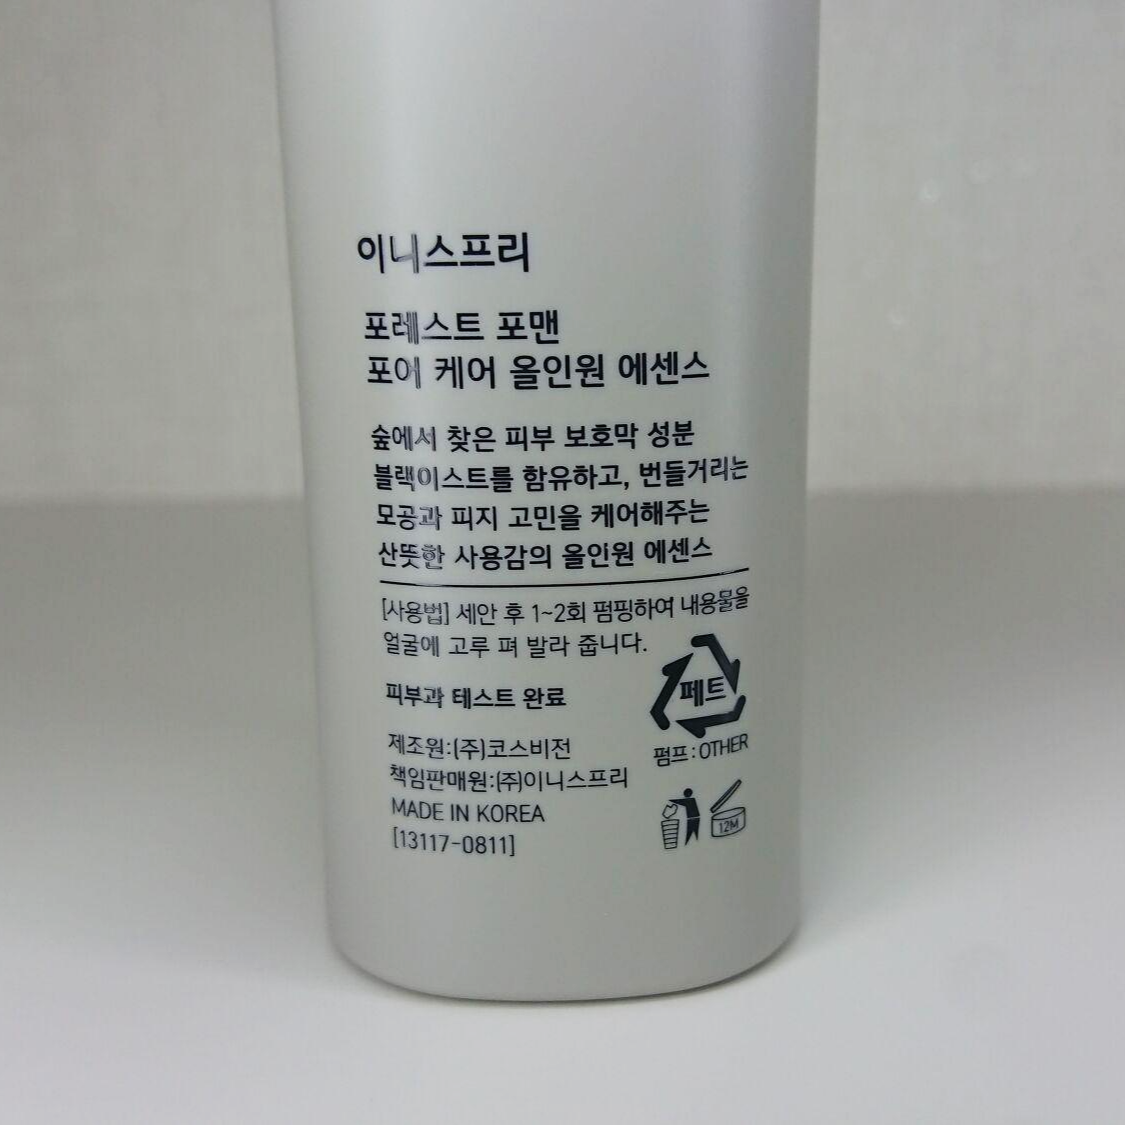 이니스프리
포레스트 포맨
포어 케어 올인원 에센스
숲에서 찾은 피부 보호막 성분
블랙이스트를 함유하고, 번들거리는
모공과 피지 고민을 케어해주는
산뜻한 사용감의 올인원 에센스
[사용법] 세안 후 1~2회 펌핑하여 내용물을
얼굴에 고루 펴 발라 줍니다.
피부과 테스트 완료
페트
펌프:OTHER
제조원:(주)코스비전
책임판매원:(주)이니스프리
MADE IN KOREA
[13117-0811]
12M